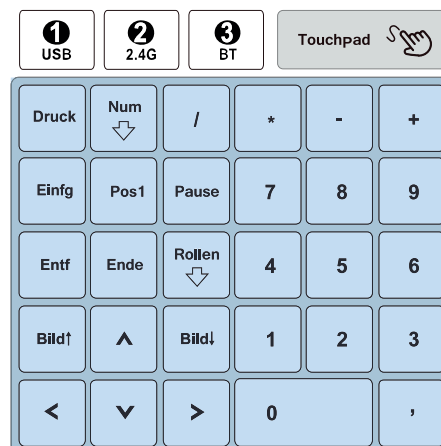 1 2 3 Touchpad
USB 2.4G BT
Druck Num / * - +
Einfg Pos1 Pause 7 8 9
Entf Ende Rollen 4 5 6
Bild↑ ∧ Bild↓ 1 2 3
< ∨ > 0 ,